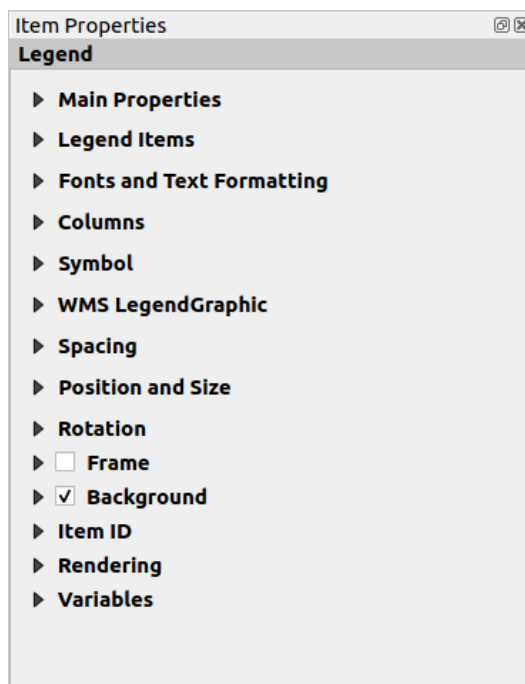 Item Properties
Legend
Main Properties
Legend Items
Fonts and Text Formatting
Columns
Symbol
WMS LegendGraphic
Spacing
Position and Size
Rotation
Frame
Background
Item ID
Rendering
Variables